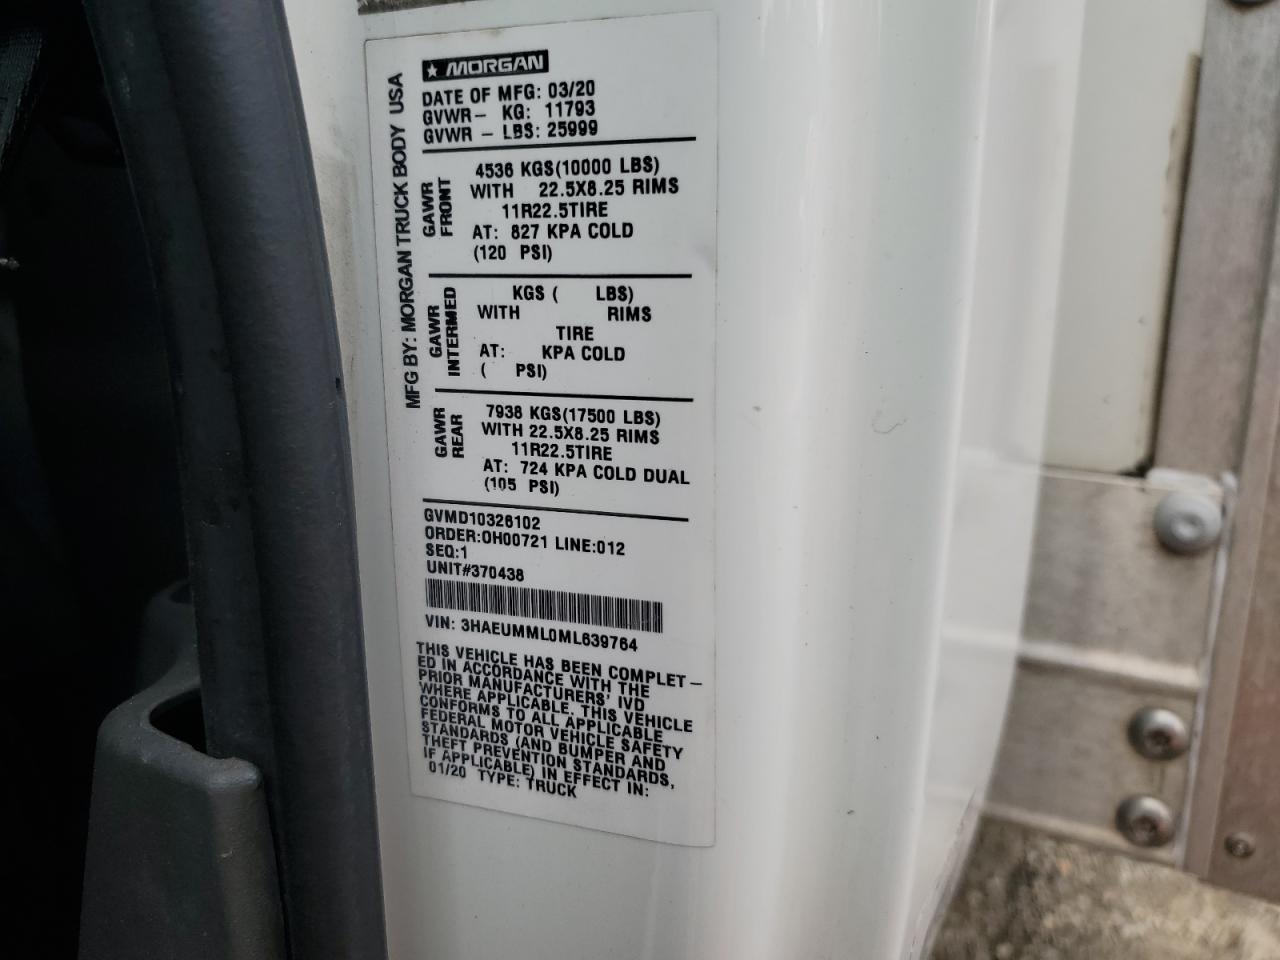 MORGAN
MFG BY: MORGAN TRUCK BODY USA
DATE OF MFG: 03/20
GVWR- KG: 11793
GVWR - LBS: 25999
GAWR FRONT
4536 KGS(10000 LBS)
WITH 22.5X8.25 RIMS
11R22.5TIRE
AT: 827 KPA COLD
(120 PSI)
GAWR INTERMED
KGS ( LBS)
WITH RIMS
TIRE
AT: KPA COLD
( PSI)
GAWR REAR
7938 KGS(17500 LBS)
WITH 22.5X8.25 RIMS
11R22.5TIRE
AT: 724 KPA COLD DUAL
(105 PSI)
GVMD10326102
ORDER:OH00721 LINE:012
SEQ:1
UNIT#370438
VIN: 3HAEUMML0ML639764
THIS VEHICLE HAS BEEN COMPLET-
ED IN ACCORDANCE WITH THE
PRIOR MANUFACTURERS' IVD
WHERE APPLICABLE. THIS VEHICLE
CONFORMS TO ALL APPLICABLE
FEDERAL MOTOR VEHICLE SAFETY
STANDARDS (AND BUMPER AND
THEFT PREVENTION STANDARDS,
IF APPLICABLE) IN EFFECT IN:
01/20 TYPE: TRUCK